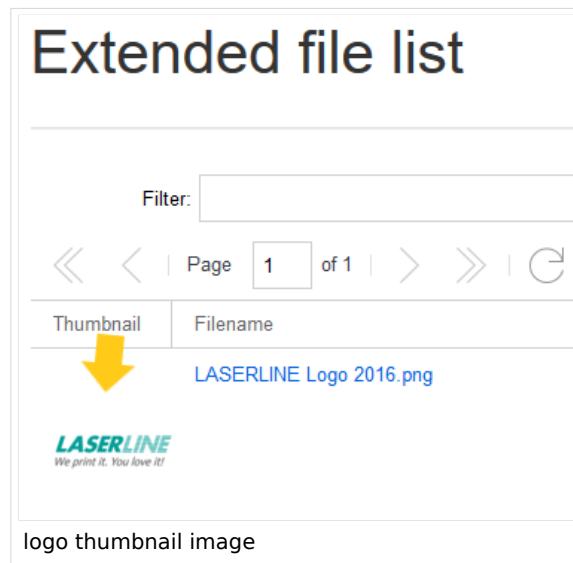 Extended file list
Filter:
Page 1 of 1
Thumbnail Filename
LASERLINE Logo 2016.png
LASERLINE
We print it. You love it!
logo thumbnail image